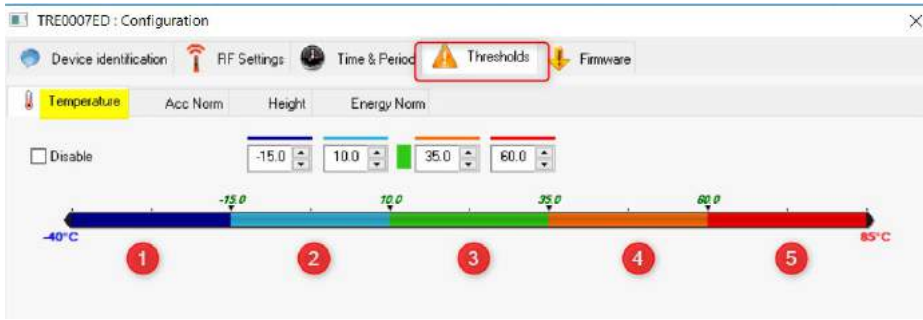 TRE0007ED : Configuration
Device identification RF Settings Time & Period Thresholds Firmware
Temperature Acc Norm Height Energy Norm
Disable -15.0 10.0 35.0 60.0
-15.0 10.0 35.0 60.0
-40°C 85°C
1 2 3 4 5